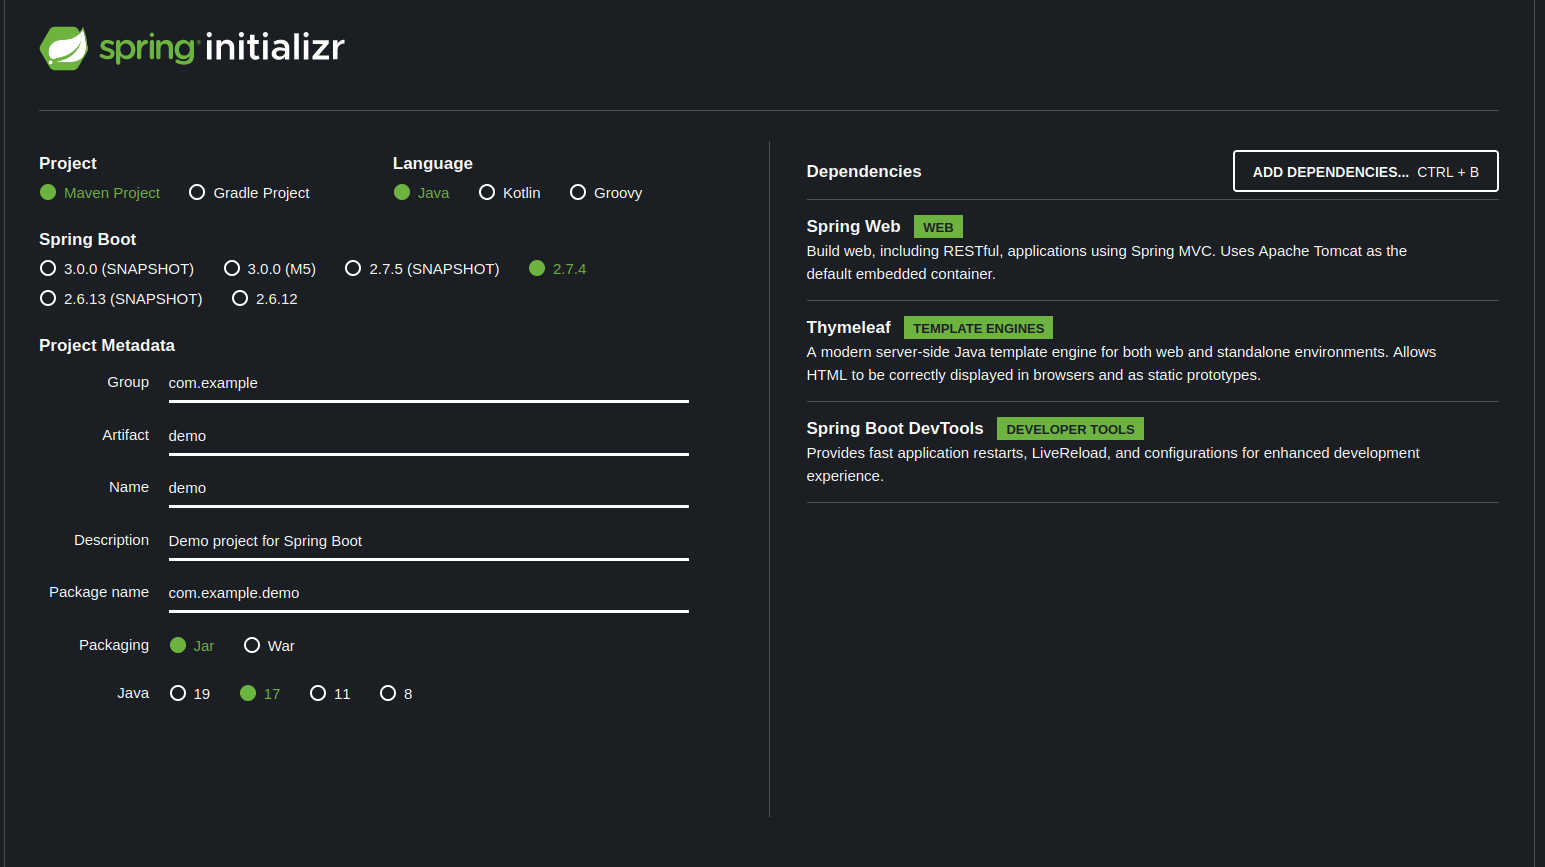 spring initializr
Project
Maven Project Gradle Project
Language
Java Kotlin Groovy
Spring Boot
3.0.0 (SNAPSHOT) 3.0.0 (M5) 2.7.5 (SNAPSHOT) 2.7.4
2.6.13 (SNAPSHOT) 2.6.12
Project Metadata
Group com.example
Artifact demo
Name demo
Description Demo project for Spring Boot
Package name com.example.demo
Packaging Jar War
Java 19 17 11 8
Dependencies ADD DEPENDENCIES... CTRL + B
Spring Web WEB
Build web, including RESTful, applications using Spring MVC. Uses Apache Tomcat as the
default embedded container.
Thymeleaf TEMPLATE ENGINES
A modern server-side Java template engine for both web and standalone environments. Allows
HTML to be correctly displayed in browsers and as static prototypes.
Spring Boot DevTools DEVELOPER TOOLS
Provides fast application restarts, LiveReload, and configurations for enhanced development
experience.